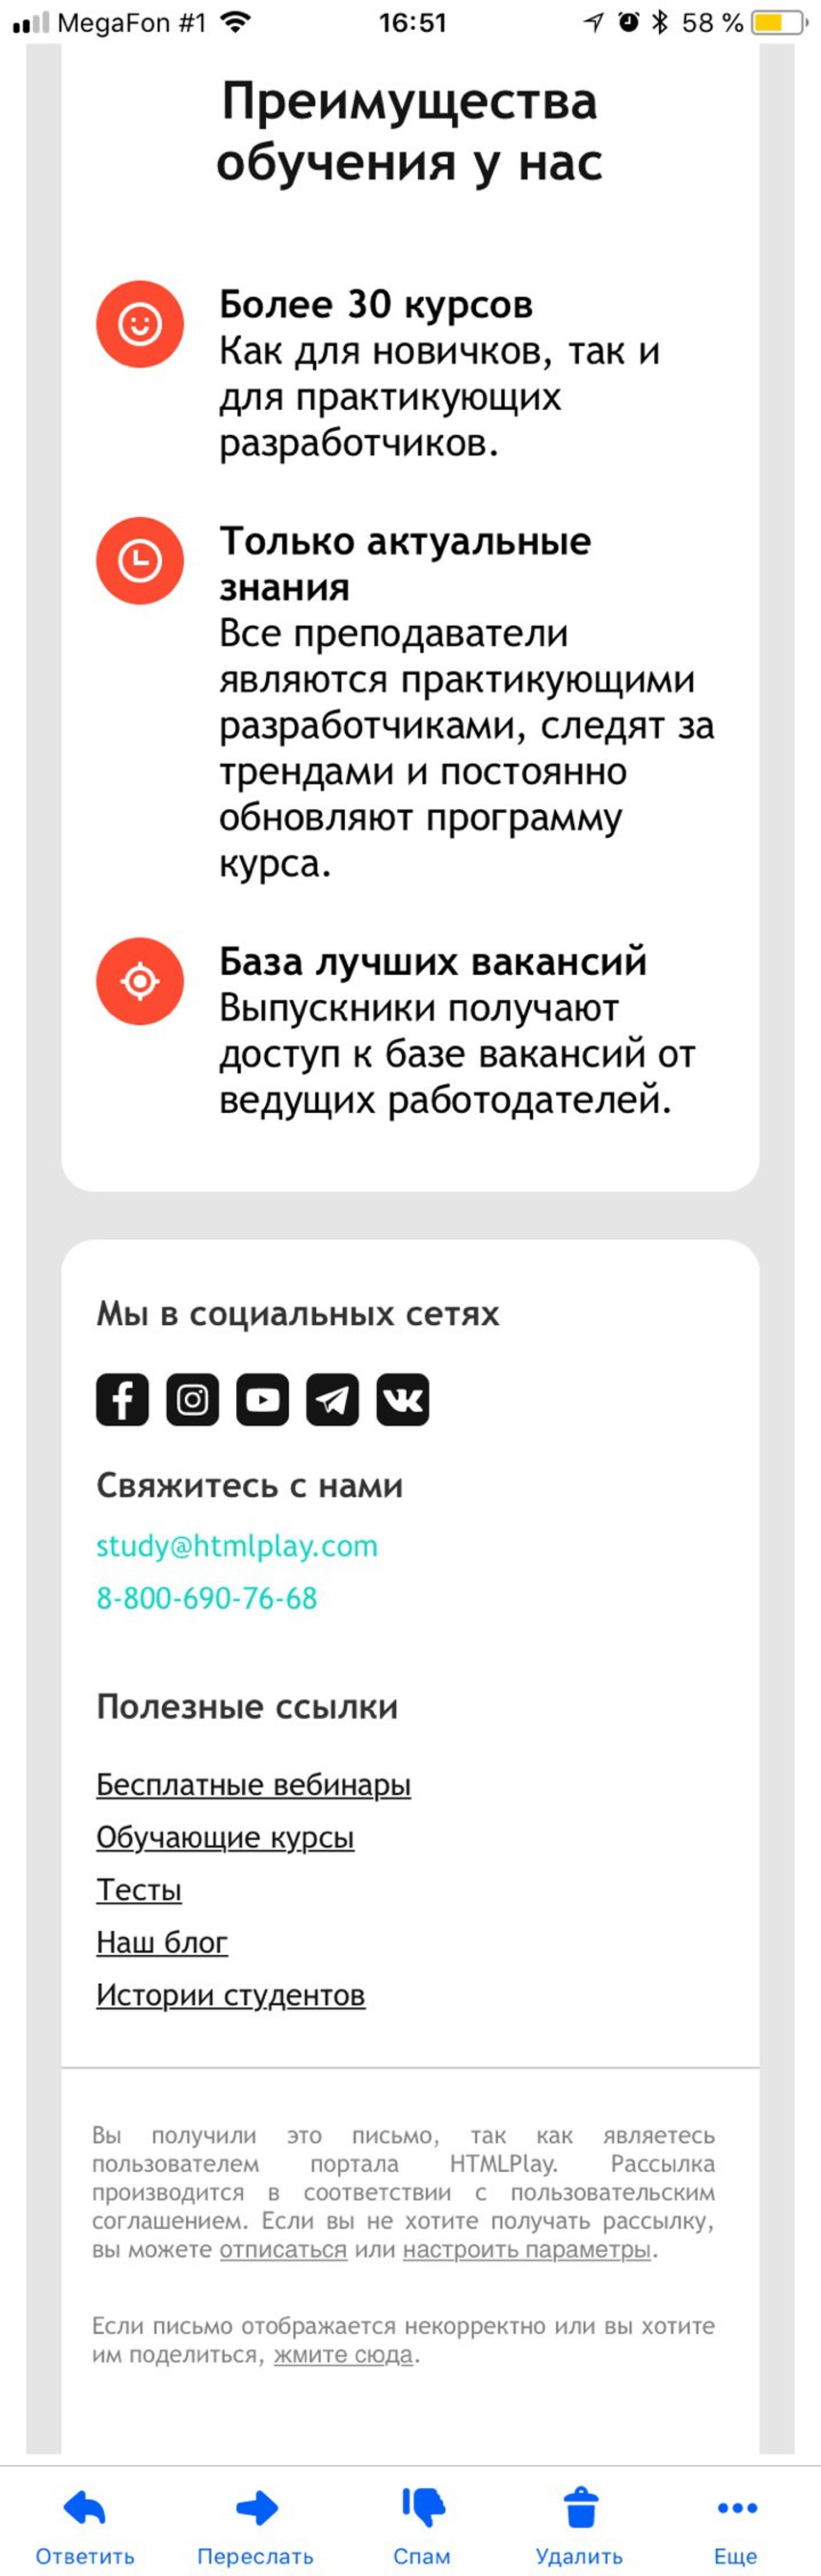 MegaFon #1 16:51 58 %
Преимущества
обучения у нас
Более 30 курсов
Как для новичков, так и
для практикующих
разработчиков.
Только актуальные
знания
Все преподаватели
являются практикующими
разработчиками, следят за
трендами и постоянно
обновляют программу
курса.
База лучших вакансий
Выпускники получают
доступ к базе вакансий от
ведущих работодателей.
Мы в социальных сетях
Свяжитесь с нами
study@htmlplay.com
8-800-690-76-68
Полезные ссылки
Бесплатные вебинары
Обучающие курсы
Тесты
Наш блог
Истории студентов
Вы получили это письмо, так как являетесь
пользователем портала HTMLPlay. Рассылка
производится в соответствии с пользовательским
соглашением. Если вы не хотите получать рассылку,
вы можете отписаться или настроить параметры.
Если письмо отображается некорректно или вы хотите
им поделиться, жмите сюда.
Ответить Переслать Спам Удалить Еще